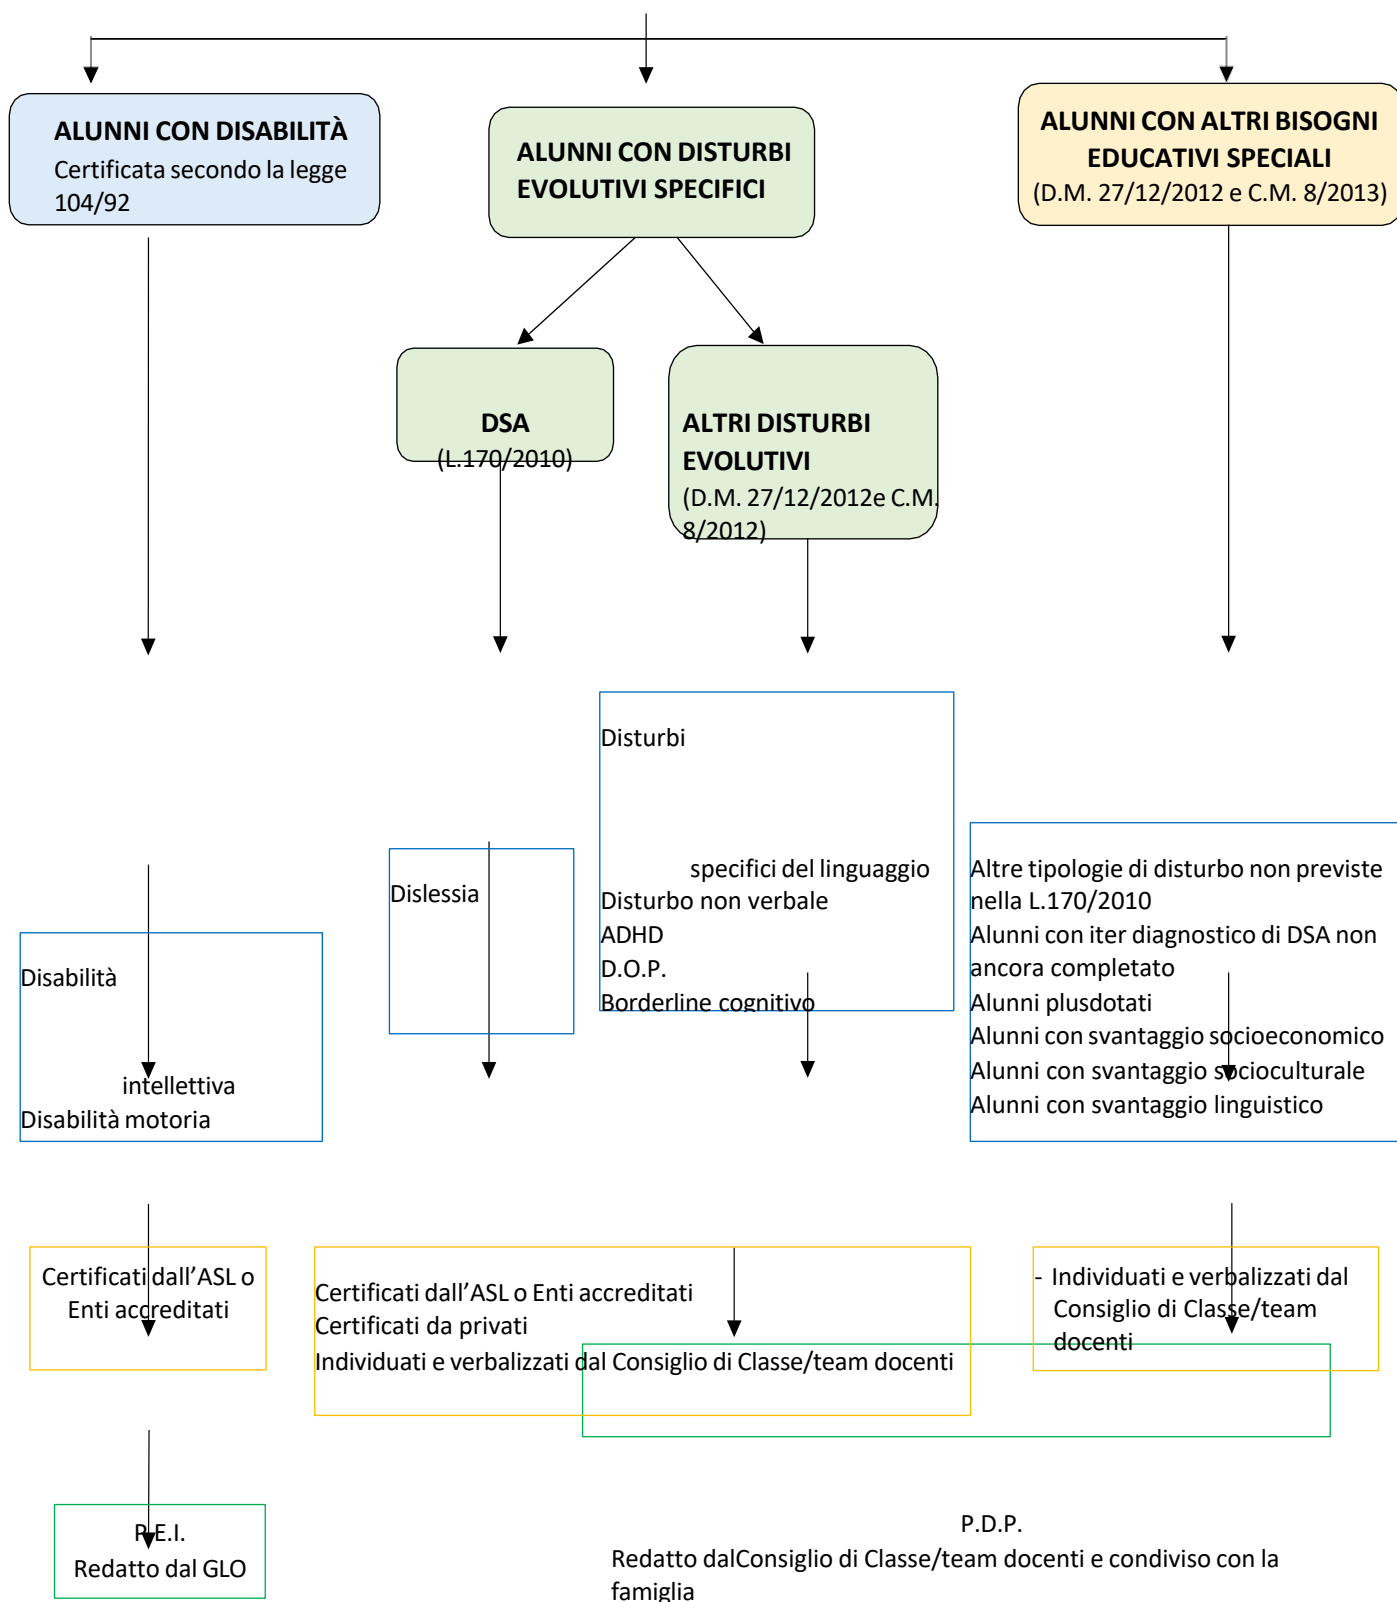 ALUNNI CON DISABILITÀ
Certificata secondo la legge
104/92
ALUNNI CON DISTURBI
EVOLUTIVI SPECIFICI
ALUNNI CON ALTRI BISOGNI
EDUCATIVI SPECIALI
(D.M. 27/12/2012 e C.M. 8/2013)
DSA
(L.170/2010)
ALTRI DISTURBI
EVOLUTIVI
(D.M. 27/12/2012e C.M.
8/2012)
Disabilità
intellettiva
Disabilità motoria
Dislessia
Disturbi
specifici del linguaggio
Disturbo non verbale
ADHD
D.O.P.
Borderline cognitivo
Altre tipologie di disturbo non previste
nella L.170/2010
Alunni con iter diagnostico di DSA non
ancora completato
Alunni plusdotati
Alunni con svantaggio socioeconomico
Alunni con svantaggio socioculturale
Alunni con svantaggio linguistico
Certificati dall’ASL o
Enti accreditati
Certificati dall’ASL o Enti accreditati
Certificati da privati
Individuati e verbalizzati dal Consiglio di Classe/team docenti
- Individuati e verbalizzati dal
Consiglio di Classe/team
docenti
P.E.I.
Redatto dal GLO
P.D.P.
Redatto dalConsiglio di Classe/team docenti e condiviso con la
famiglia